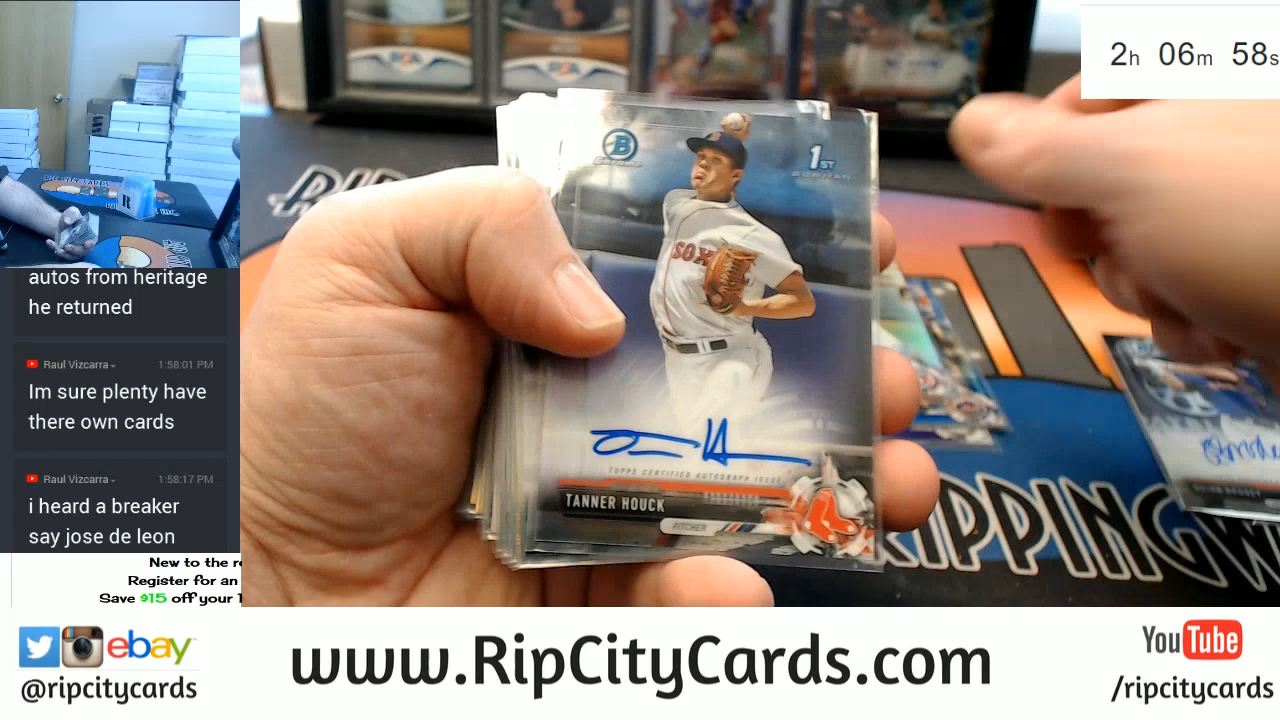 2h 06m 58s
autos from heritage
he returned
Raul Vizcarra 1:58:01 PM
Im sure plenty have
there own cards
Raul Vizcarra 1:58:17 PM
i heard a breaker
say jose de leon
New to the
Register for an
Save $15 off your
B
1ST
BOWMAN
SOX
TOPPS CERTIFIED AUTOGRAPH ISSUE
TANNER HOUCK
PITCHER
RIPPING
ebay
@ripcitycards
www.RipCityCards.com
YouTube
/ripcitycards